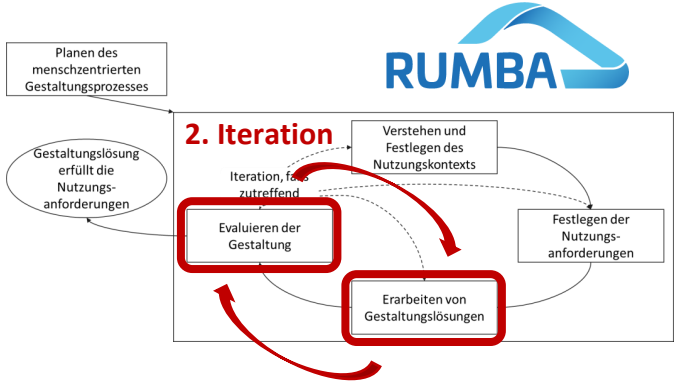 RUMBA
Planen des
menschzentrierten
Gestaltungsprozesses
2. Iteration
Verstehen und
Festlegen des
Nutzungskontexts
Gestaltungslösung
erfüllt die
Nutzungs-
anforderungen
Iteration, falls
zutreffend
Evaluieren der
Gestaltung
Festlegen der
Nutzungs-
anforderungen
Erarbeiten von
Gestaltungslösungen